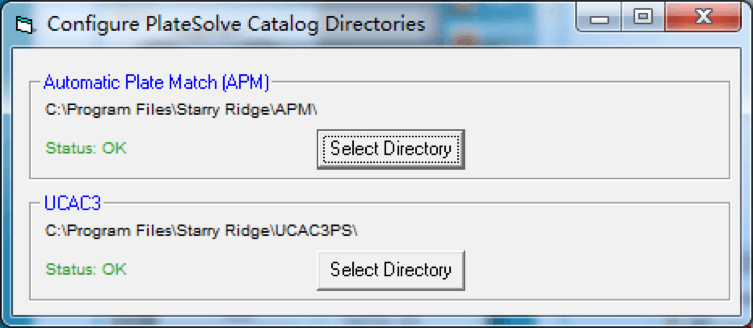 Configure PlateSolve Catalog Directories
Automatic Plate Match (APM)
C:\Program Files\Starry Ridge\APM\
Status: OK
Select Directory
UCAC3
C:\Program Files\Starry Ridge\UCAC3PS\
Status: OK
Select Directory